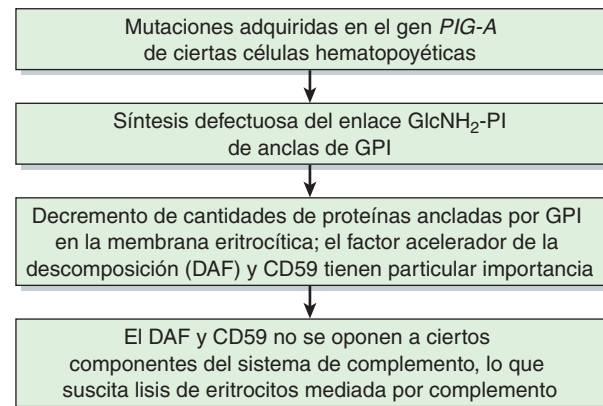 Mutaciones adquiridas en el gen PIG-A
de ciertas células hematopoyéticas
Síntesis defectuosa del enlace GlcNH₂-PI
de anclas de GPI
Decremento de cantidades de proteínas ancladas por GPI
en la membrana eritrocítica; el factor acelerador de la
descomposición (DAF) y CD59 tienen particular importancia
El DAF y CD59 no se oponen a ciertos
componentes del sistema de complemento, lo que
suscita lisis de eritrocitos mediada por complemento